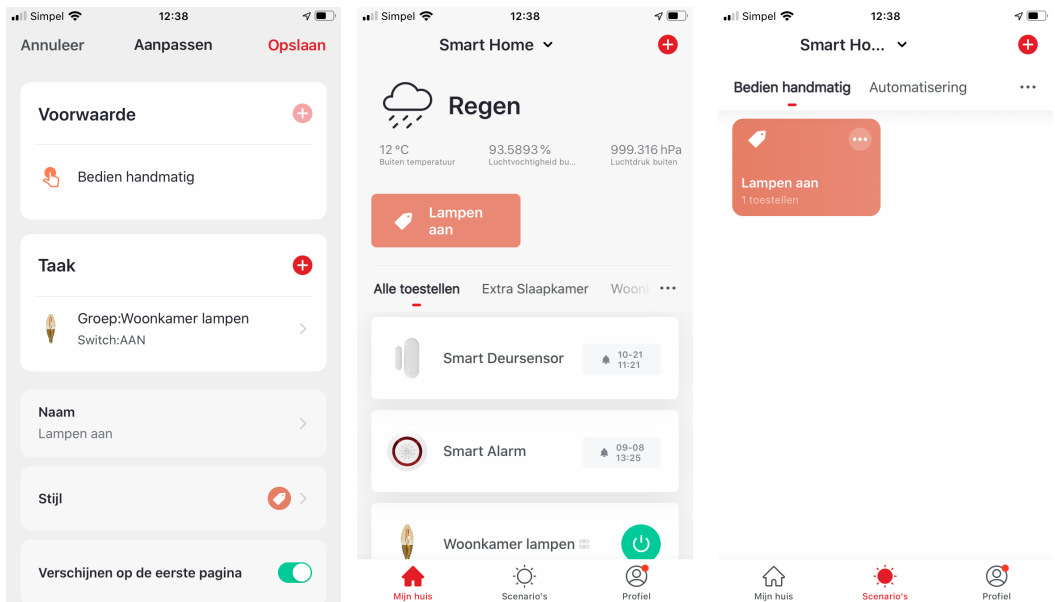 Simpel 12:38
Annuleer Aanpassen Opslaan
Voorwaarde
Bedien handmatig
Taak
Groep:Woonkamer lampen
Switch:AAN
Naam
Lampen aan
Stijl
Verschijnen op de eerste pagina
Simpel 12:38
Smart Home
Regen
12 °C 93.5893 % 999.316 hPa
Buiten temperatuur Luchtvochtigheid bu... Luchtdruk buiten
Lampen
aan
Alle toestellen Extra Slaapkamer Woonk
Smart Deursensor
10-21
11:21
Smart Alarm
09-08
13:25
Woonkamer lampen
Mijn huis Scenario's Profiel
Simpel 12:38
Smart Ho...
Bedien handmatig Automatisering
Lampen aan
1 toestellen
Mijn huis Scenario's Profiel